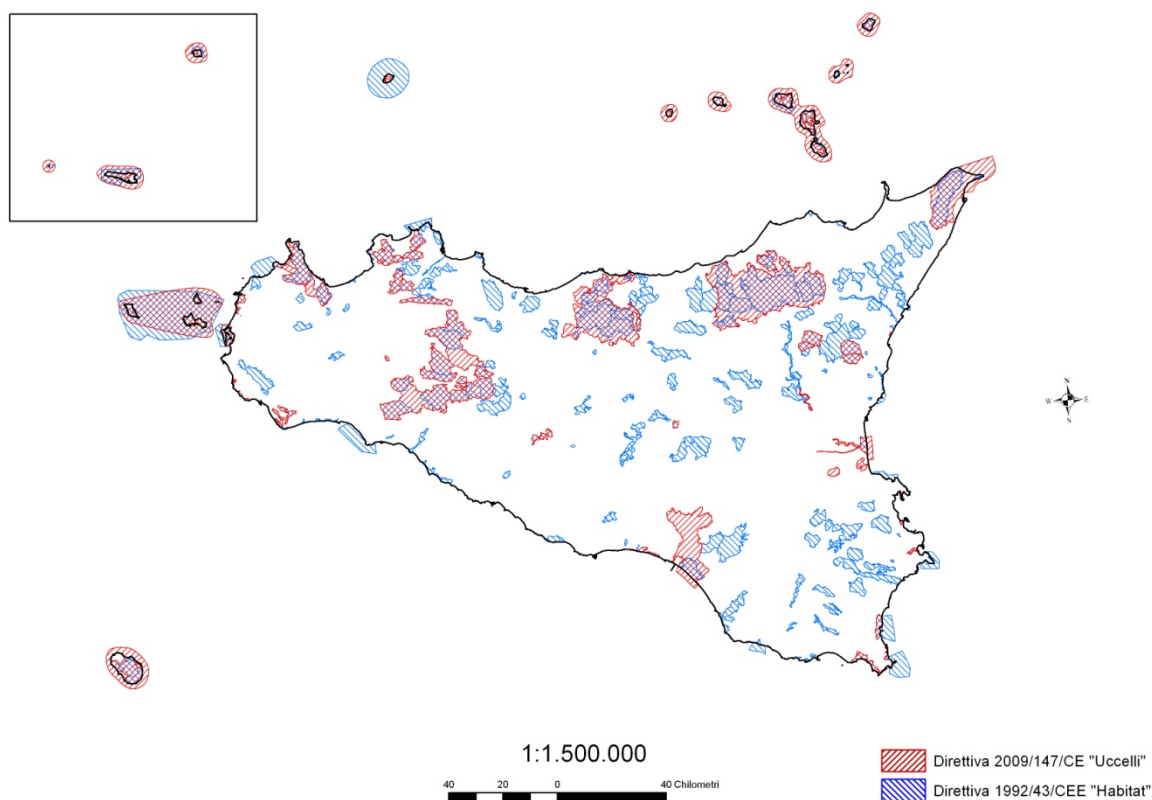 N
W E
S
1:1.500.000
40 20 0 40 Chilometri
Direttiva 2009/147/CE "Uccelli"
Direttiva 1992/43/CEE "Habitat"